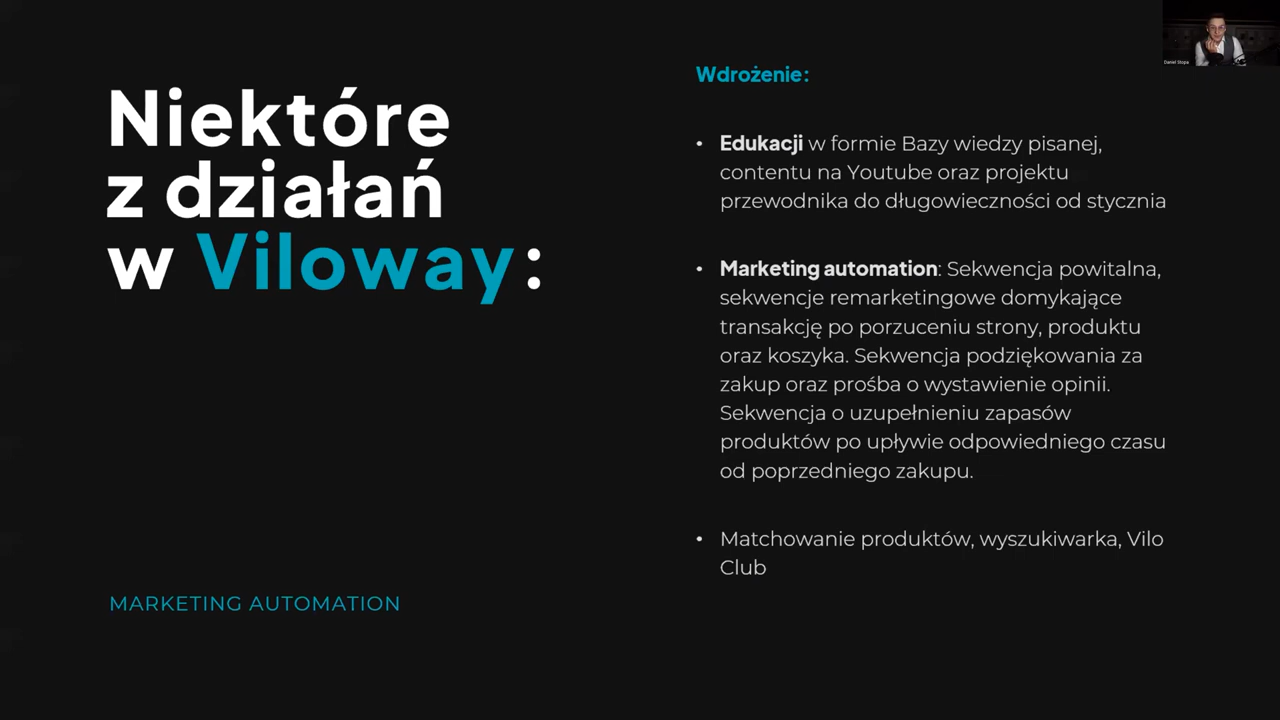 Niektóre
z działań
w Viloway:
MARKETING AUTOMATION
Wdrożenie:
• Edukacji w formie Bazy wiedzy pisanej,
contentu na Youtube oraz projektu
przewodnika do długowieczności od stycznia
• Marketing automation: Sekwencja powitalna,
sekwencje remarketingowe domykające
transakcję po porzuceniu strony, produktu
oraz koszyka. Sekwencja podziękowania za
zakup oraz prośba o wystawienie opinii.
Sekwencja o uzupełnieniu zapasów
produktów po upływie odpowiedniego czasu
od poprzedniego zakupu.
• Matchowanie produktów, wyszukiwarka, Vilo
Club
Daniel Stopa